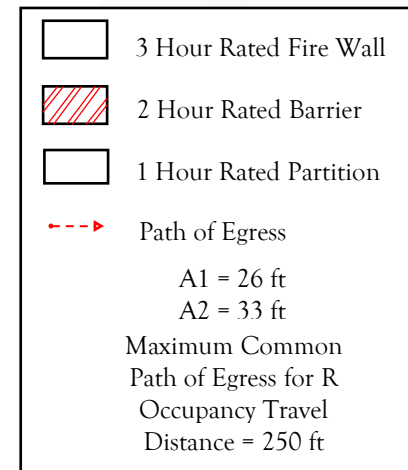 3 Hour Rated Fire Wall
2 Hour Rated Barrier
1 Hour Rated Partition
Path of Egress
A1 = 26 ft
A2 = 33 ft
Maximum Common
Path of Egress for R
Occupancy Travel
Distance = 250 ft